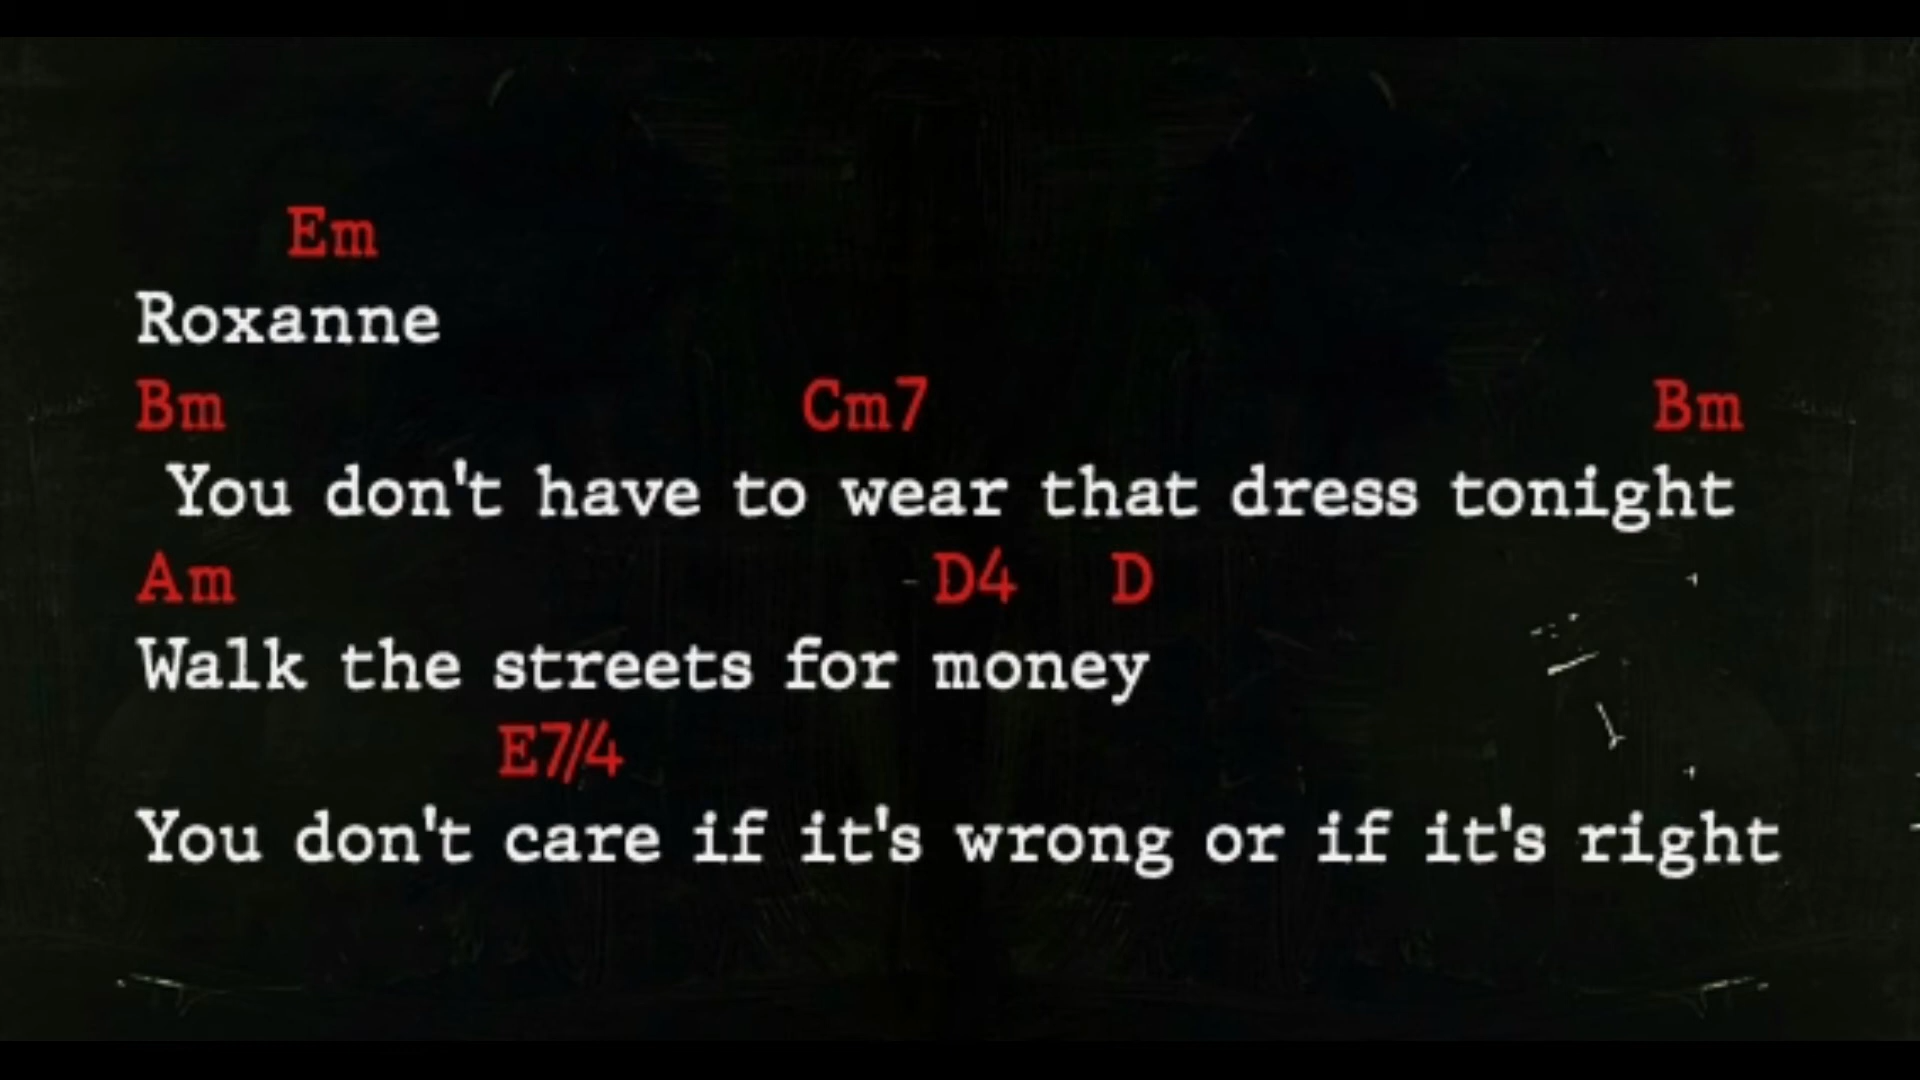 Em
Roxanne
Bm Cm7 Bm
You don't have to wear that dress tonight
Am D4 D
Walk the streets for money
E7/4
You don't care if it's wrong or if it's right